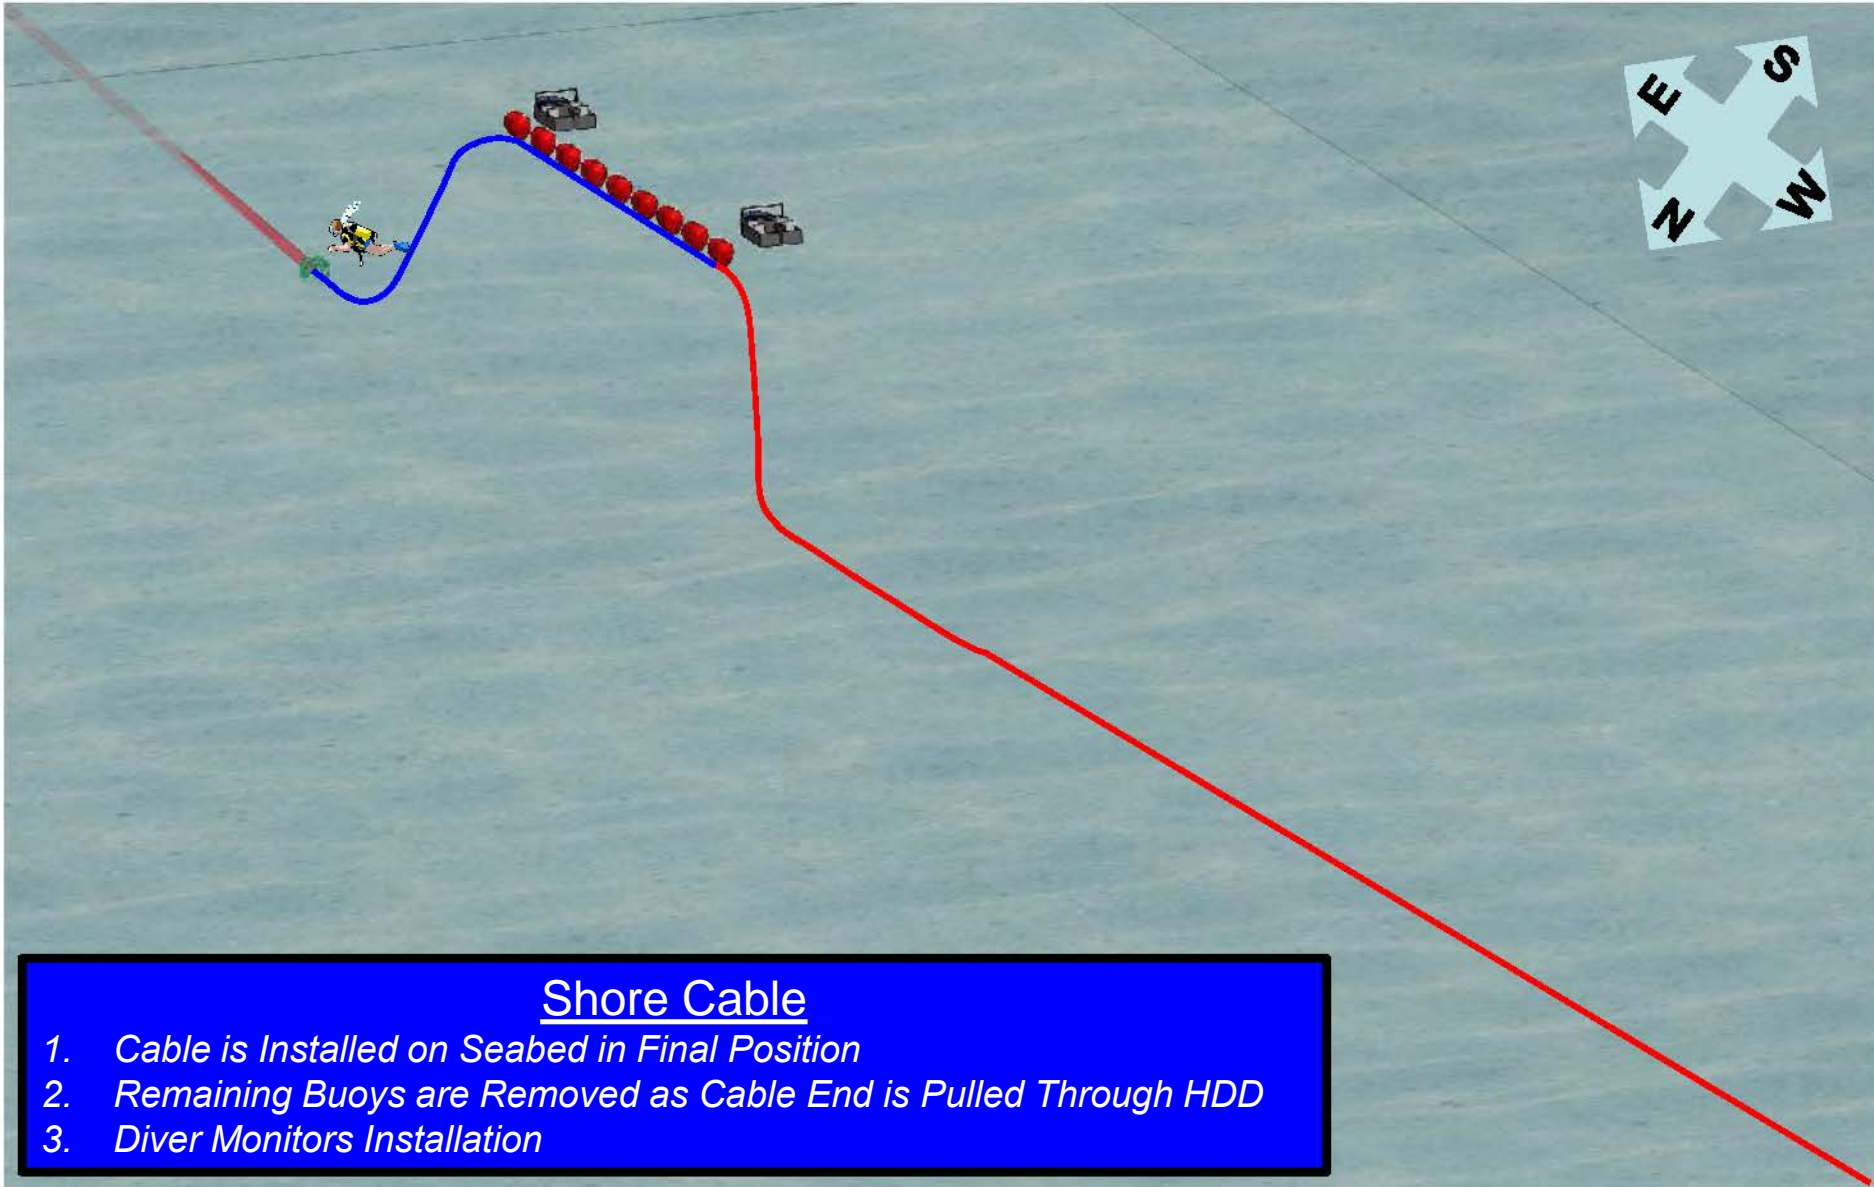 E
S
N
W
Shore Cable
1. Cable is Installed on Seabed in Final Position
2. Remaining Buoys are Removed as Cable End is Pulled Through HDD
3. Diver Monitors Installation